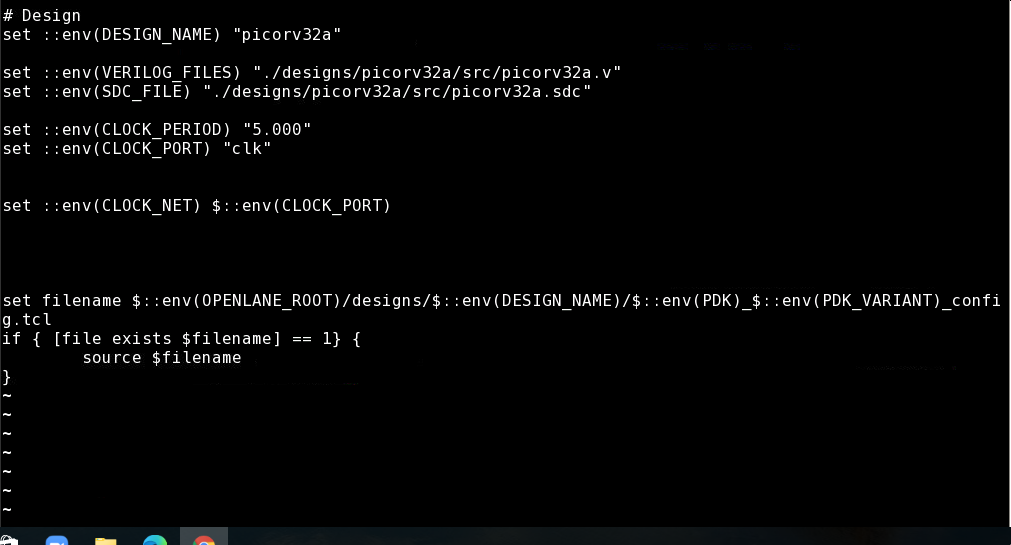 # Design
set ::env(DESIGN_NAME) "picorv32a"
set ::env(VERILOG_FILES) "./designs/picorv32a/src/picorv32a.v"
set ::env(SDC_FILE) "./designs/picorv32a/src/picorv32a.sdc"
set ::env(CLOCK_PERIOD) "5.000"
set ::env(CLOCK_PORT) "clk"
set ::env(CLOCK_NET) $::env(CLOCK_PORT)
set filename $::env(OPENLANE_ROOT)/designs/$::env(DESIGN_NAME)/$::env(PDK)_$::env(PDK_VARIANT)_confi
g.tcl
if { [file exists $filename] == 1} {
        source $filename
}
~
~
~
~
~
~
~